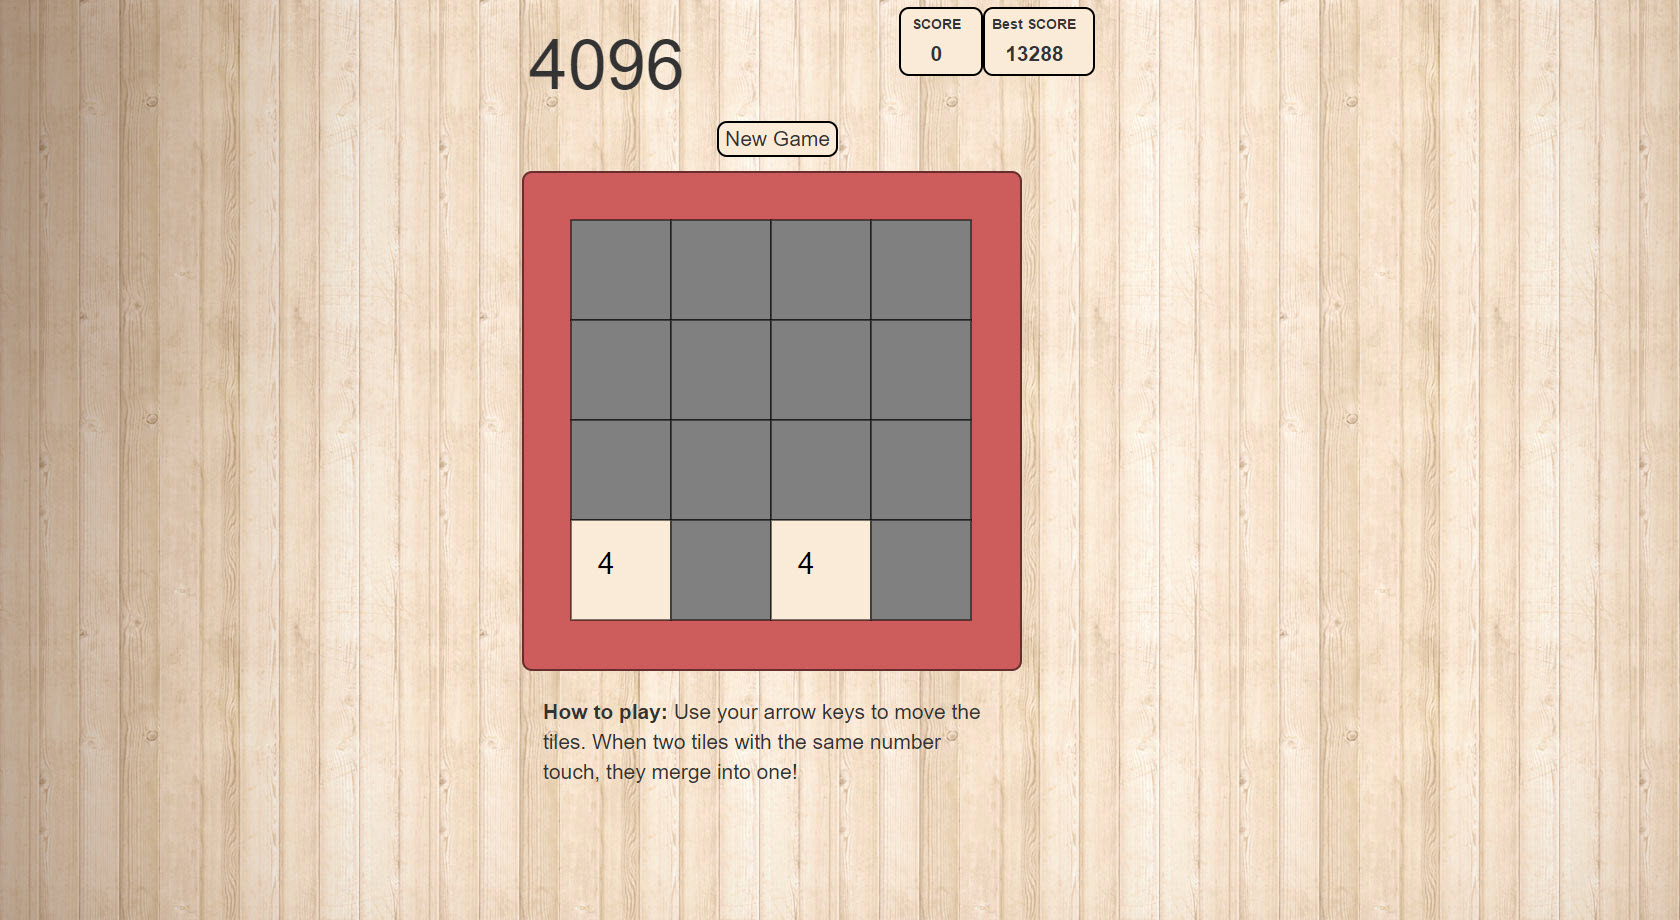 4096
SCORE
0
Best SCORE
13288
New Game
4
4
How to play: Use your arrow keys to move the
tiles. When two tiles with the same number
touch, they merge into one!